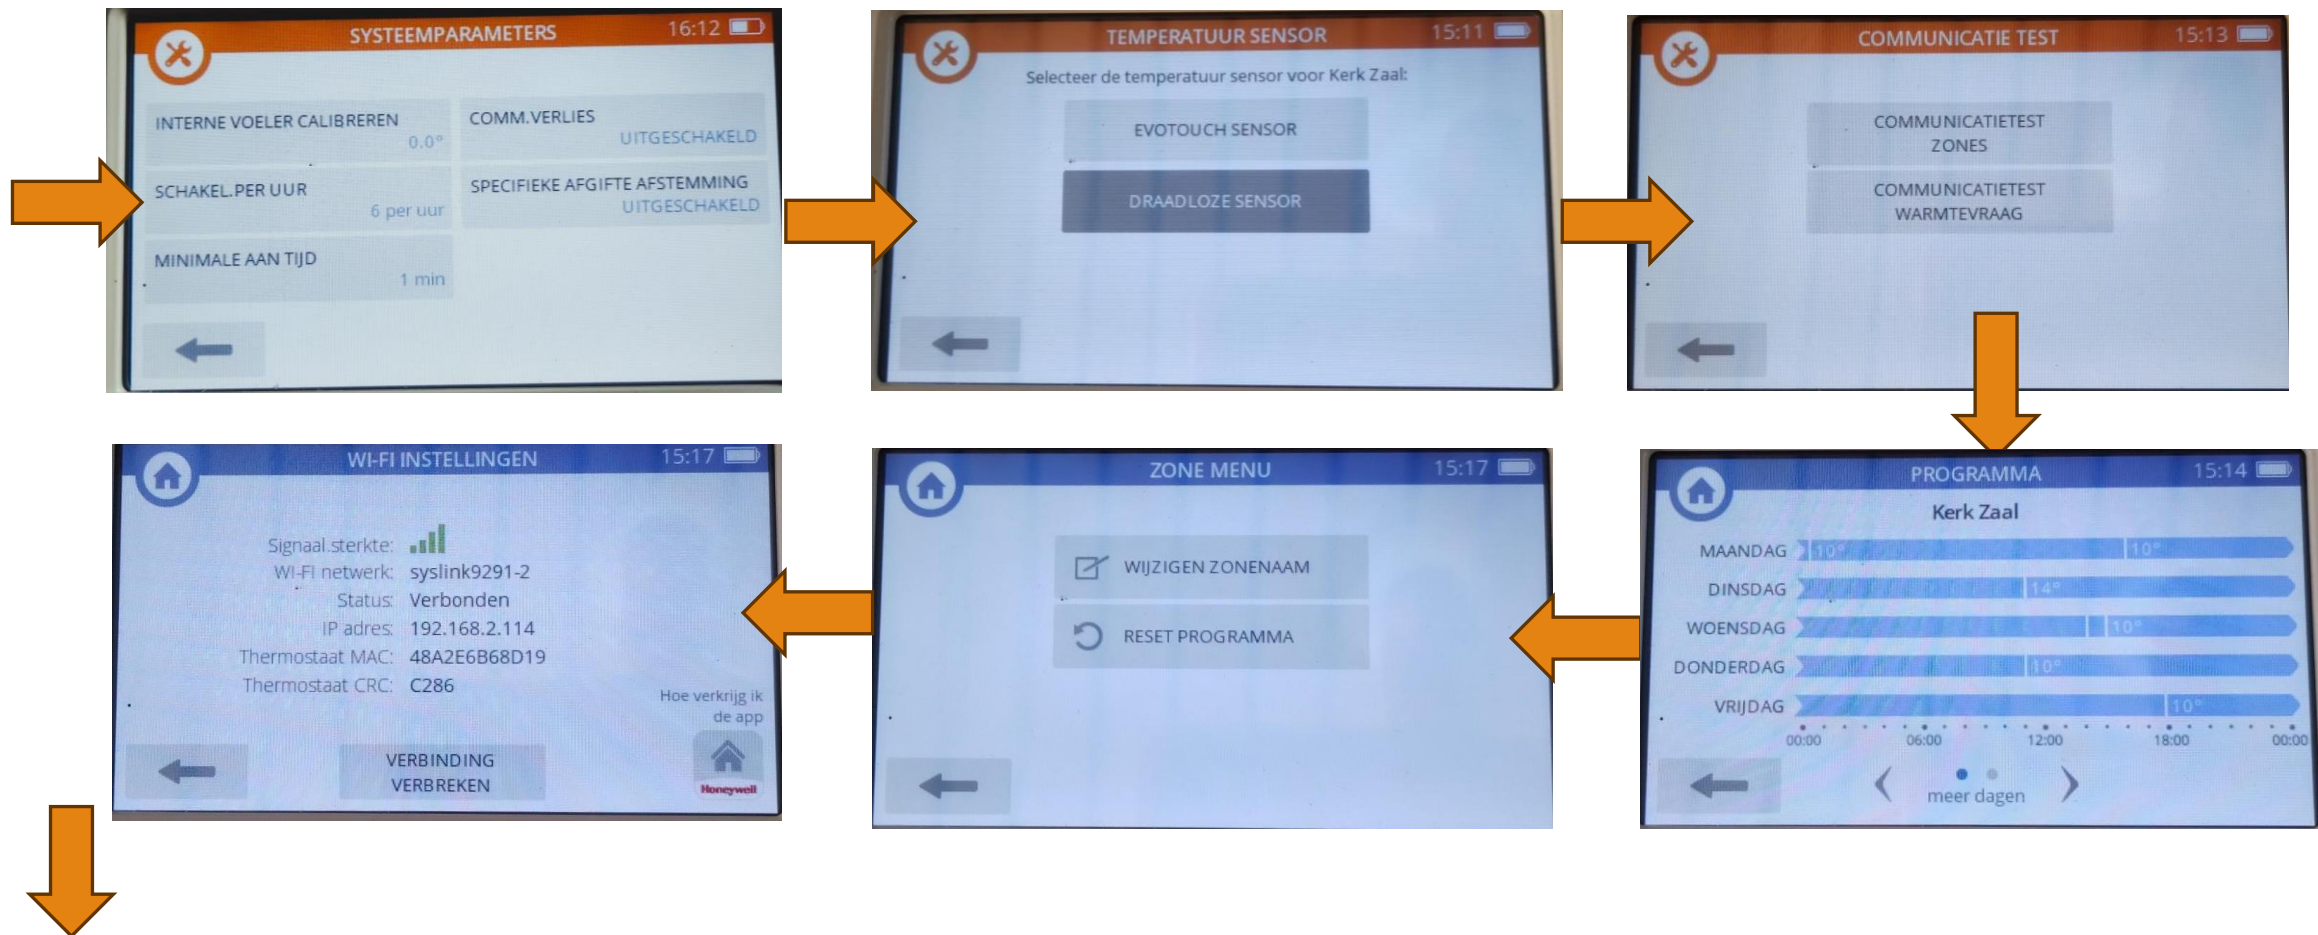 SYSTEEMPARAMETERS 16:12
INTERNE VOELER CALIBREREN
0.0°
COMM.VERLIES
UITGESCHAKELD
SCHAKEL.PER UUR
6 per uur
SPECIFIEKE AFGIFTE AFSTEMMING
UITGESCHAKELD
MINIMALE AAN TIJD
1 min
TEMPERATUUR SENSOR 15:11
Selecteer de temperatuur sensor voor Kerk Zaal:
EVOTOUCH SENSOR
DRAADLOZE SENSOR
COMMUNICATIE TEST 15:13
COMMUNICATIETEST
ZONES
COMMUNICATIETEST
WARMTEVRAAG
PROGRAMMA 15:14
Kerk Zaal
MAANDAG 10° 10°
DINSDAG 14°
WOENSDAG 10°
DONDERDAG 10°
VRIJDAG 10°
00:00 06:00 12:00 18:00 00:00
meer dagen
ZONE MENU 15:17
WIJZIGEN ZONENAAM
RESET PROGRAMMA
WI-FI INSTELLINGEN 15:17
Signaal sterkte:
WI-FI netwerk: syslink9291-2
Status: Verbonden
IP adres: 192.168.2.114
Thermostaat MAC: 48A2E6B68D19
Thermostaat CRC: C286
Hoe verkrijg ik
de app
VERBINDING
VERBREKEN
Honeywell